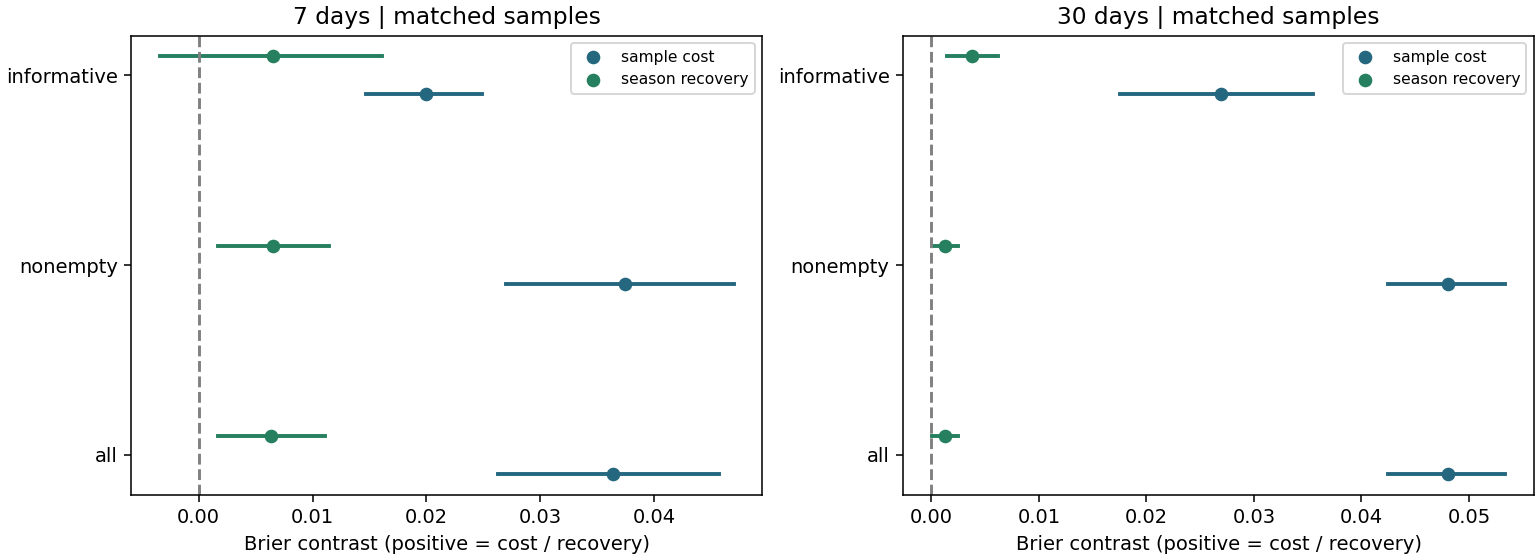 7 days | matched samples
informative
nonempty
all
sample cost
season recovery
0.00 0.01 0.02 0.03 0.04
Brier contrast (positive = cost / recovery)
30 days | matched samples
informative
nonempty
all
sample cost
season recovery
0.00 0.01 0.02 0.03 0.04 0.05
Brier contrast (positive = cost / recovery)